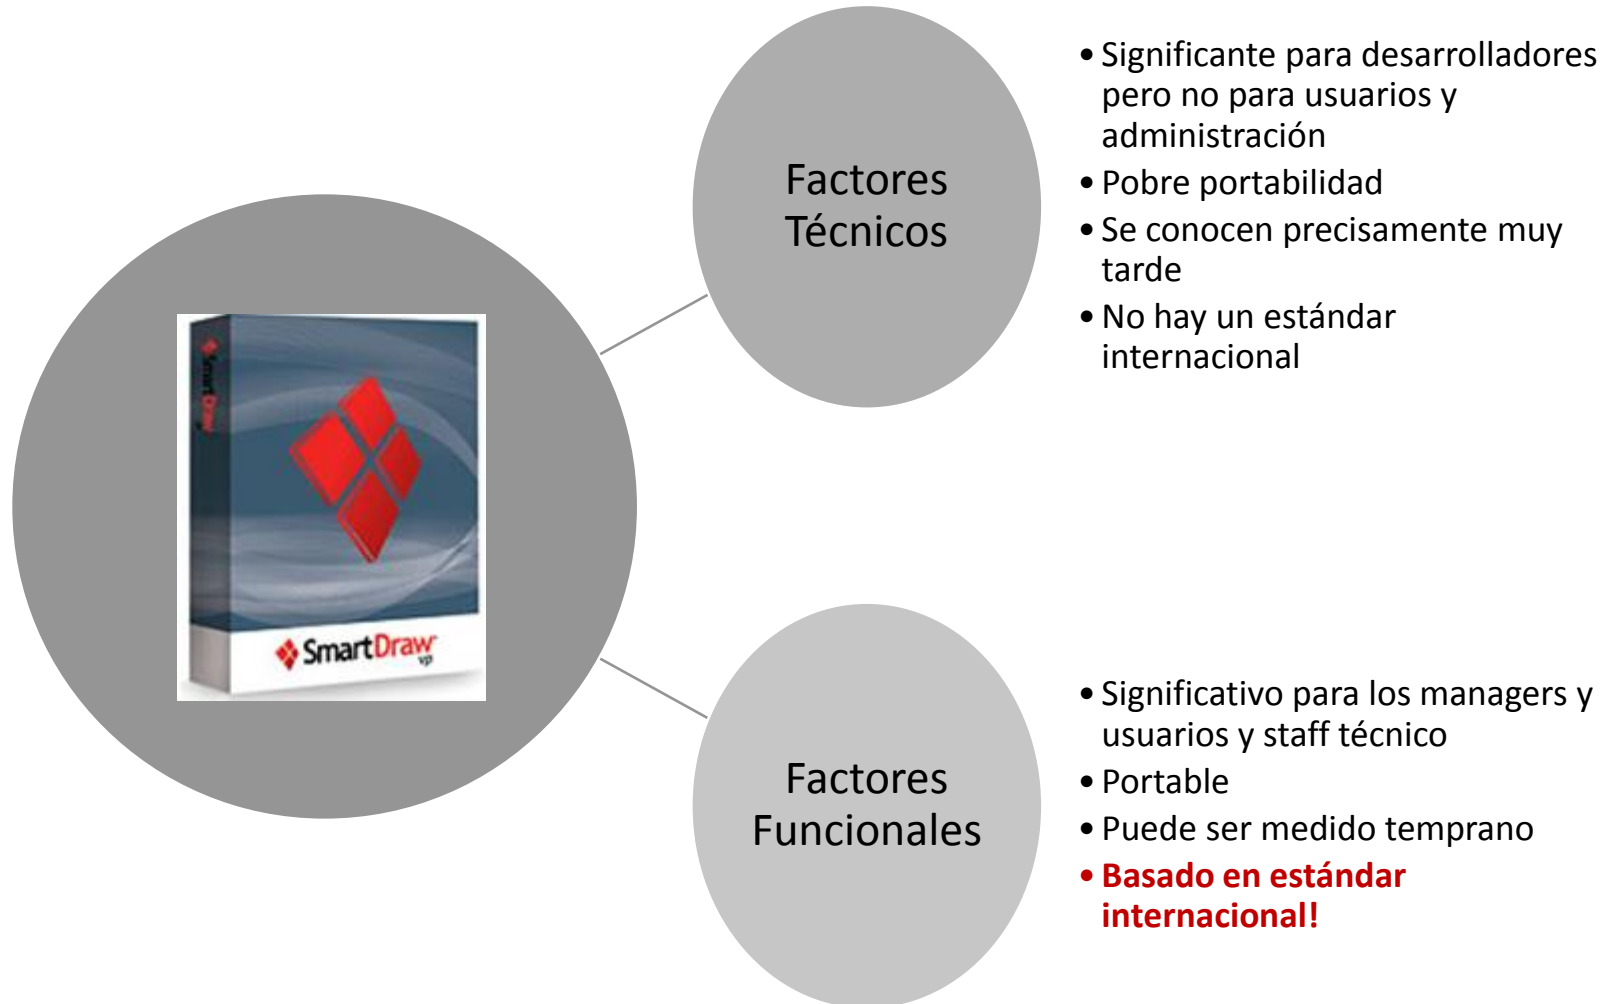 • Significante para desarrolladores
pero no para usuarios y
administración
• Pobre portabilidad
• Se conocen precisamente muy
tarde
• No hay un estándar
internacional
Factores
Técnicos
SmartDraw
SmartDraw
vp
Factores
Funcionales
• Significativo para los managers y
usuarios y staff técnico
• Portable
• Puede ser medido temprano
• Basado en estándar
internacional!